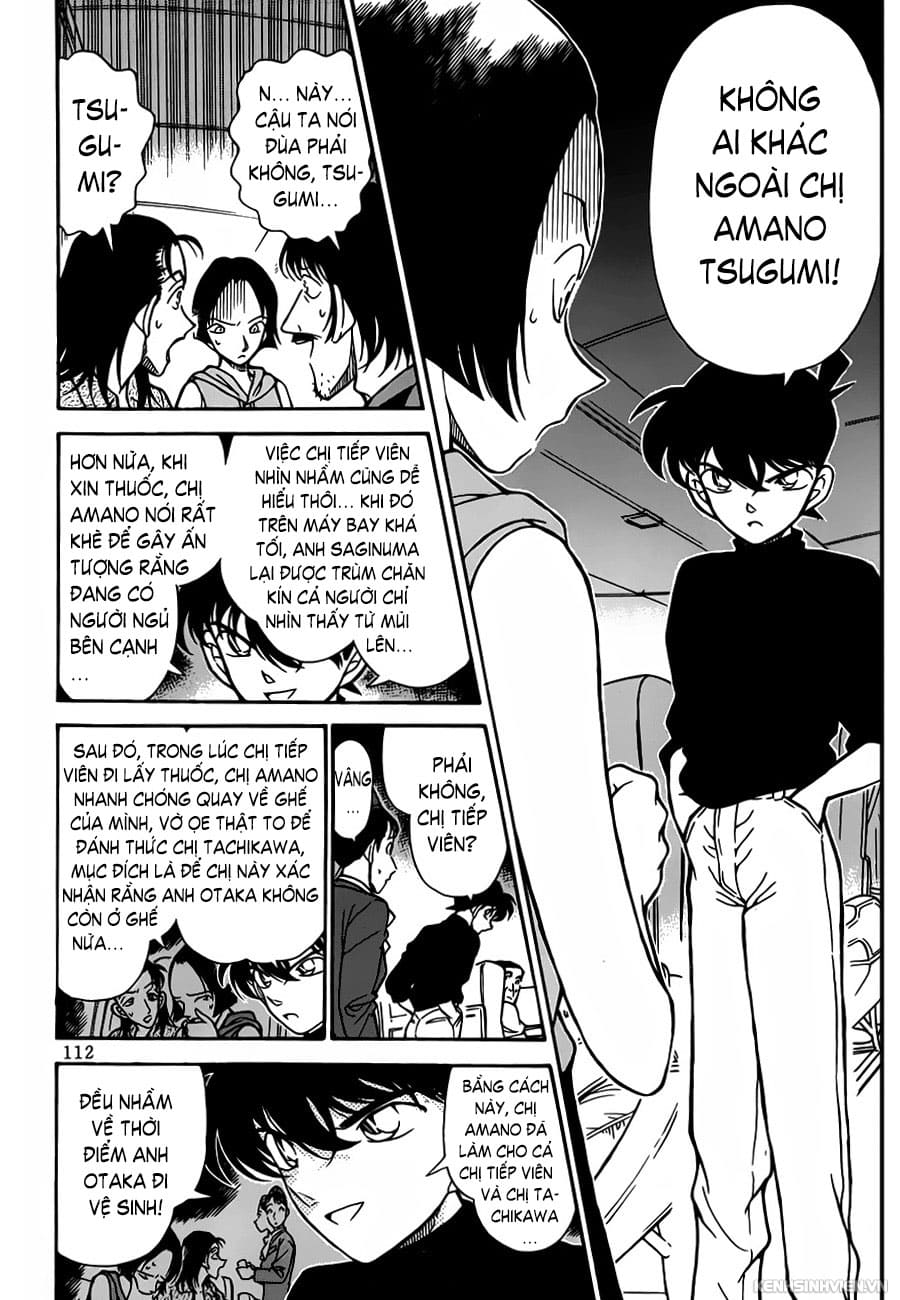 KHÔNG
AI KHÁC
NGOÀI CHỊ
AMANO
TSUGUMI!
N... NÀY...
CẬU TA NÓI
ĐÙA PHẢI
KHÔNG, TSU-
GUMI...
TSU-
GU-
MI?
VIỆC CHỊ TIẾP VIÊN
NHÌN NHẦM CŨNG DỄ
HIỂU THÔI... KHI ĐÓ
TRÊN MÁY BAY KHÁ
TỐI, ANH SAGINUMA
LẠI ĐƯỢC TRÙM CHĂN
KÍN CẢ NGƯỜI CHỈ
NHÌN THẤY TỪ MŨI
LÊN...
HƠN NỮA, KHI
XIN THUỐC, CHỊ
AMANO NÓI RẤT
KHẼ ĐỂ GÂY ẤN
TƯỢNG RẰNG
ĐANG CÓ
NGƯỜI NGỦ
BÊN CẠNH
...
PHẢI
KHÔNG,
CHỊ TIẾP
VIÊN?
VÂNG
...
SAU ĐÓ, TRONG LÚC CHỊ TIẾP
VIÊN ĐI LẤY THUỐC, CHỊ AMANO
NHANH CHÓNG QUAY VỀ GHẾ
CỦA MÌNH, VỜ ỌE THẬT TO ĐỂ
ĐÁNH THỨC CHỊ TACHIKAWA,
MỤC ĐÍCH LÀ ĐỂ CHỊ NÀY XÁC
NHẬN RẰNG ANH OTAKA KHÔNG
CÒN Ở GHẾ
NỮA...
112
BẰNG CÁCH
NÀY, CHỊ
AMANO ĐÃ
LÀM CHO CẢ
CHỊ TIẾP VIÊN
VÀ CHỊ TA-
CHIKAWA
...
ĐỀU NHẦM
VỀ THỜI
ĐIỂM ANH
OTAKA ĐI
VỆ SINH!
KENHSINHVIEN.VN